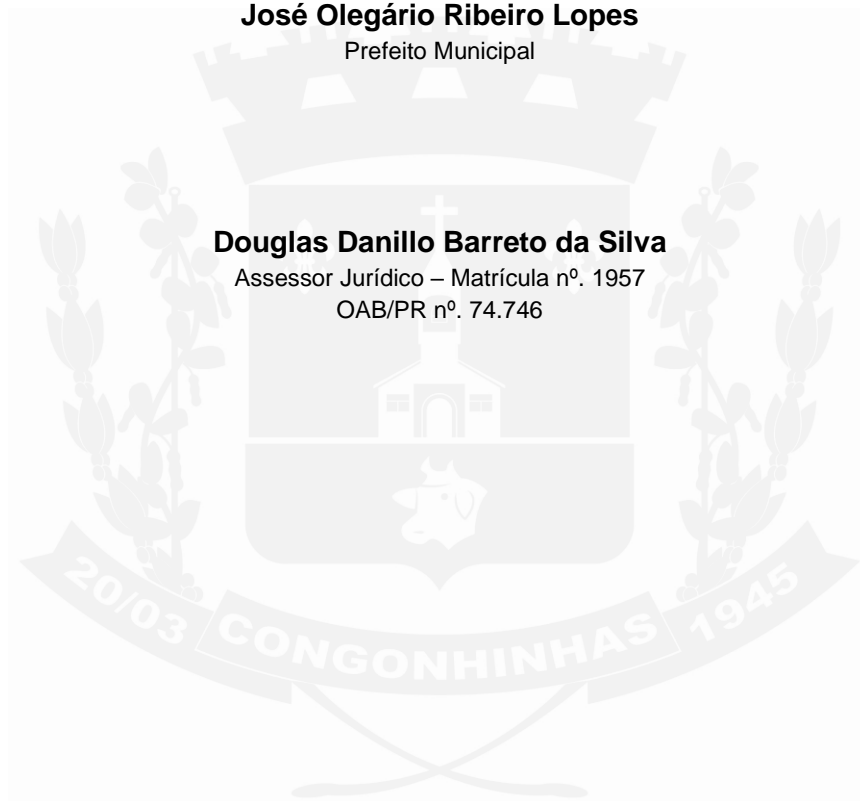 José Olegário Ribeiro Lopes
Prefeito Municipal
Douglas Danillo Barreto da Silva
Assessor Jurídico – Matrícula nº. 1957
OAB/PR nº. 74.746
20/03 CONGONHINHAS 1945